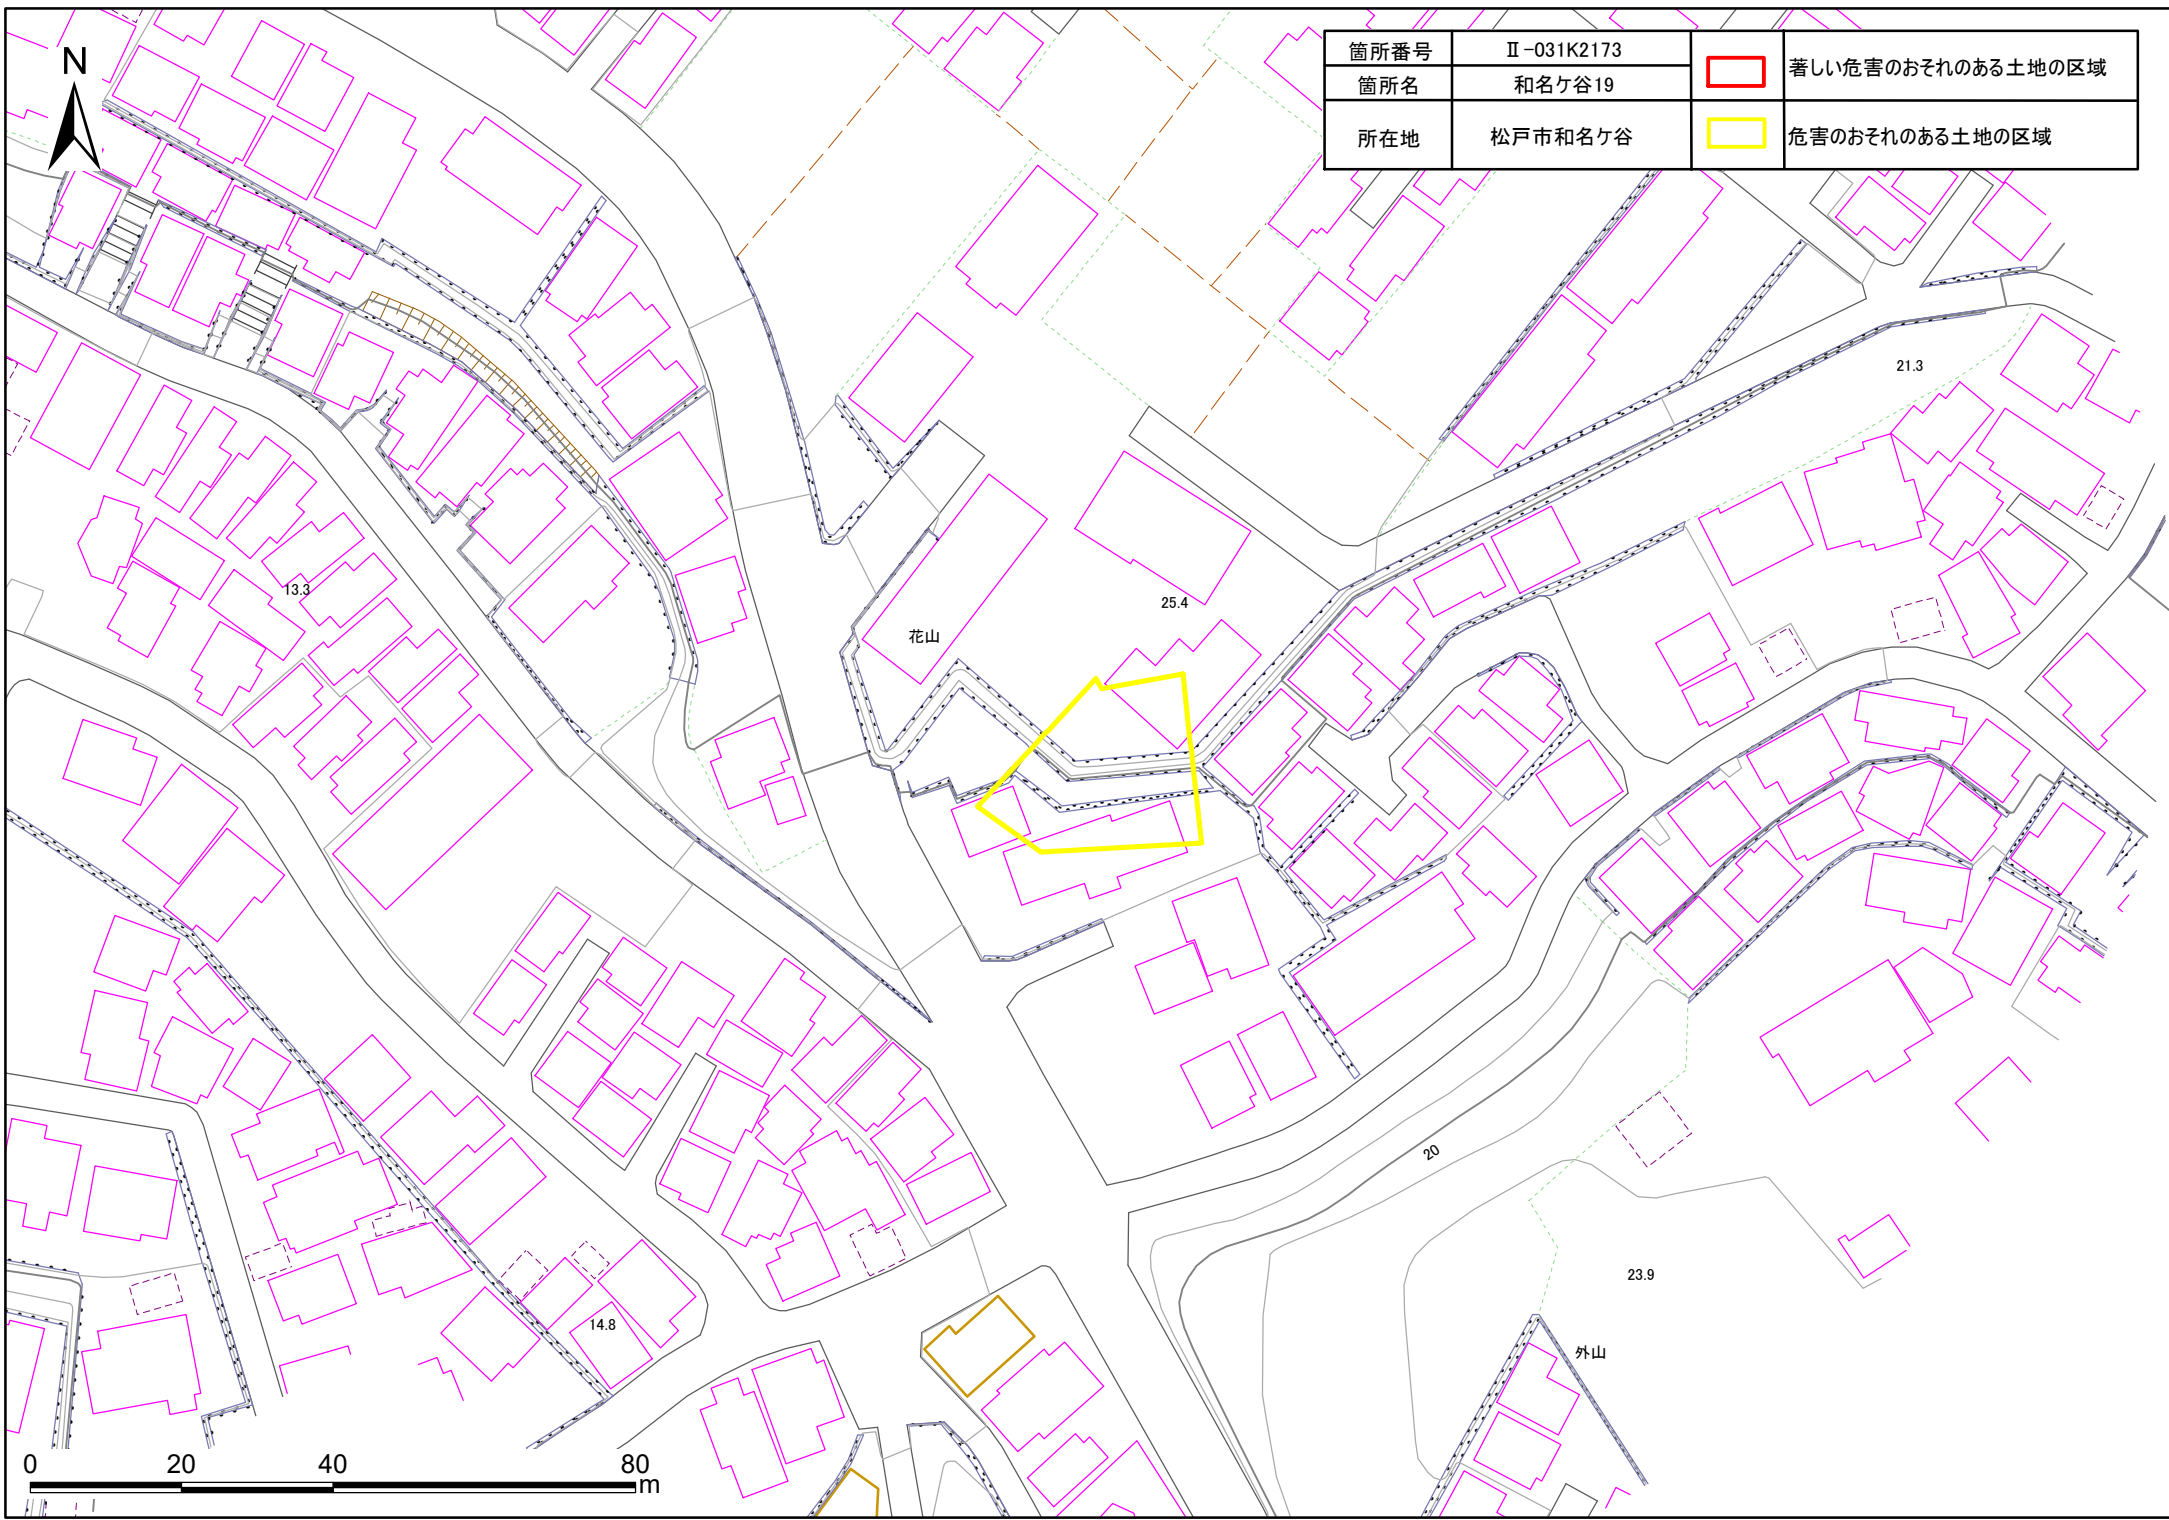 N
箇所番号 Ⅱ-031K2173
著しい危害のおそれのある土地の区域
箇所名 和名ケ谷19
所在地 松戸市和名ケ谷
危害のおそれのある土地の区域
21.3
13.3
25.4
花山
20
23.9
14.8
外山
0 20 40 80
m